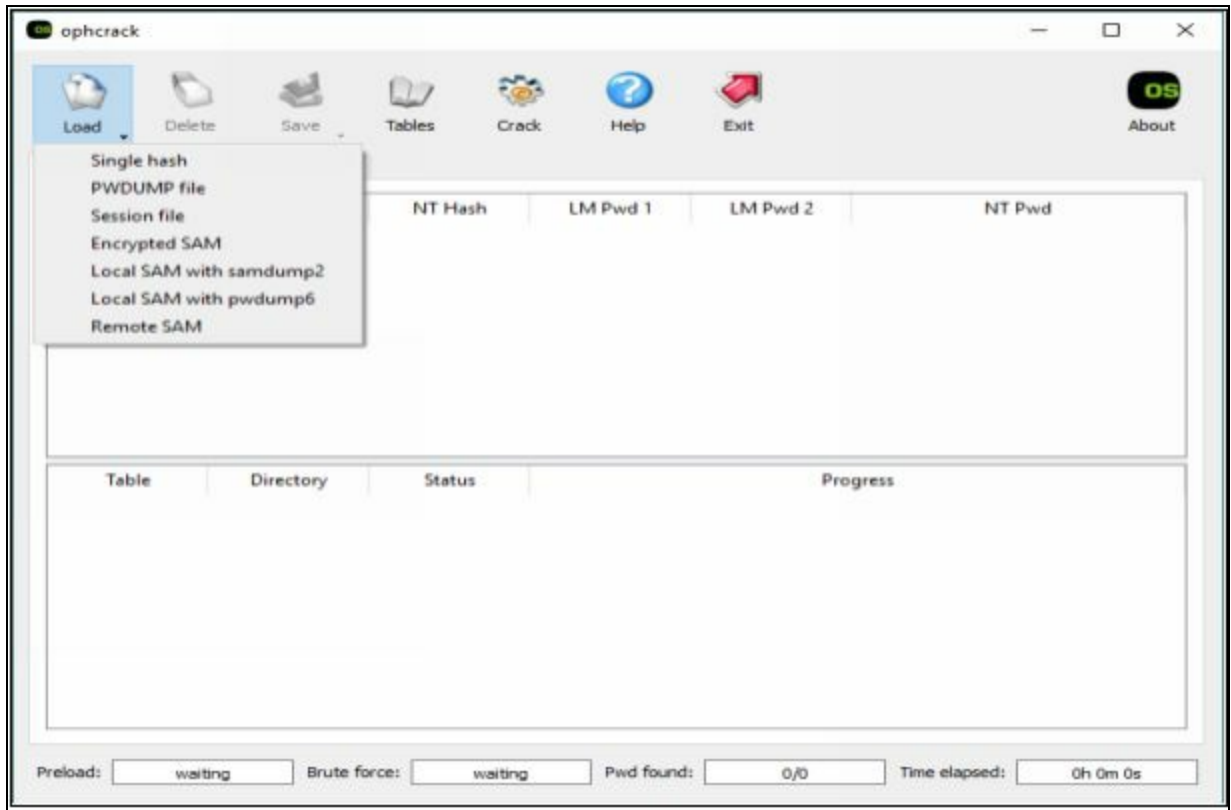 OS ophcrack
OS
Load Delete Save Tables Crack Help Exit About
Single hash
PWDUMP file
Session file
Encrypted SAM
Local SAM with samdump2
Local SAM with pwdump6
Remote SAM
NT Hash LM Pwd 1 LM Pwd 2 NT Pwd
Table Directory Status Progress
Preload: waiting Brute force: waiting Pwd found: 0/0 Time elapsed: 0h 0m 0s